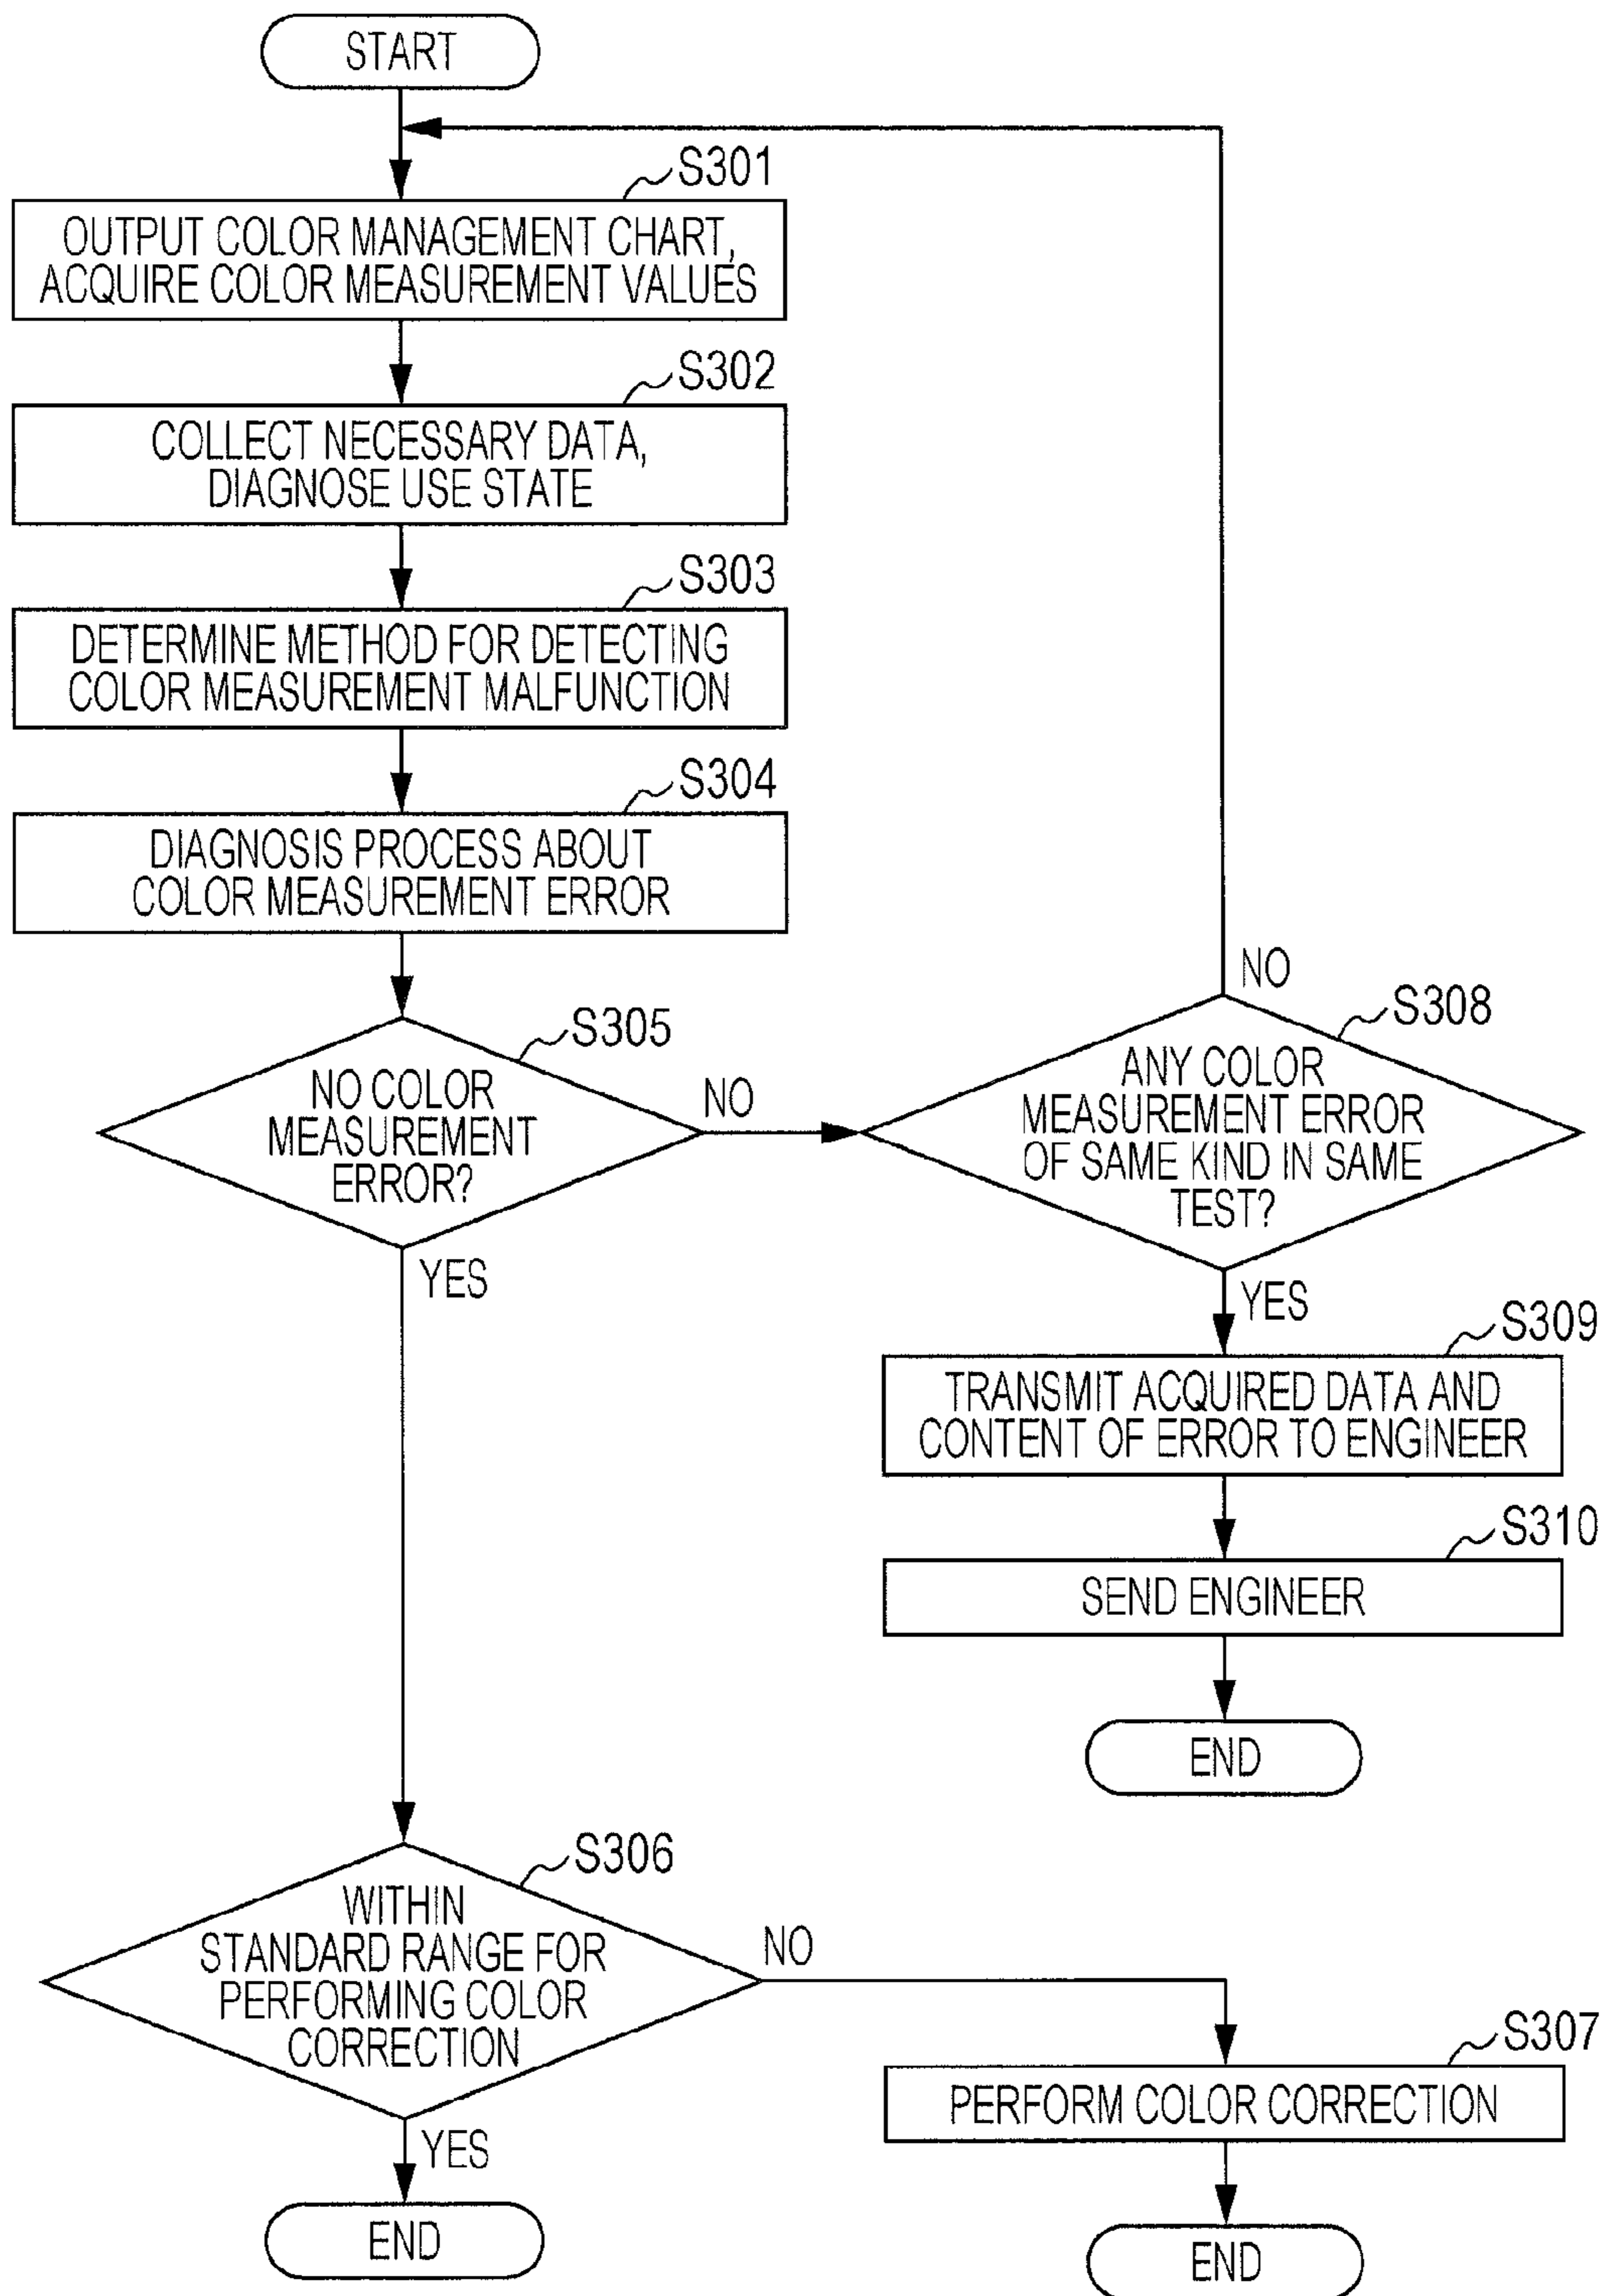 START
S301
OUTPUT COLOR MANAGEMENT CHART,
ACQUIRE COLOR MEASUREMENT VALUES
S302
COLLECT NECESSARY DATA,
DIAGNOSE USE STATE
S303
DETERMINE METHOD FOR DETECTING
COLOR MEASUREMENT MALFUNCTION
S304
DIAGNOSIS PROCESS ABOUT
COLOR MEASUREMENT ERROR
S305
NO COLOR
MEASUREMENT
ERROR?
NO
YES
S308
ANY COLOR
MEASUREMENT ERROR
OF SAME KIND IN SAME
TEST?
NO
YES
S309
TRANSMIT ACQUIRED DATA AND
CONTENT OF ERROR TO ENGINEER
S310
SEND ENGINEER
END
S306
WITHIN
STANDARD RANGE FOR
PERFORMING COLOR
CORRECTION
NO
YES
END
S307
PERFORM COLOR CORRECTION
END